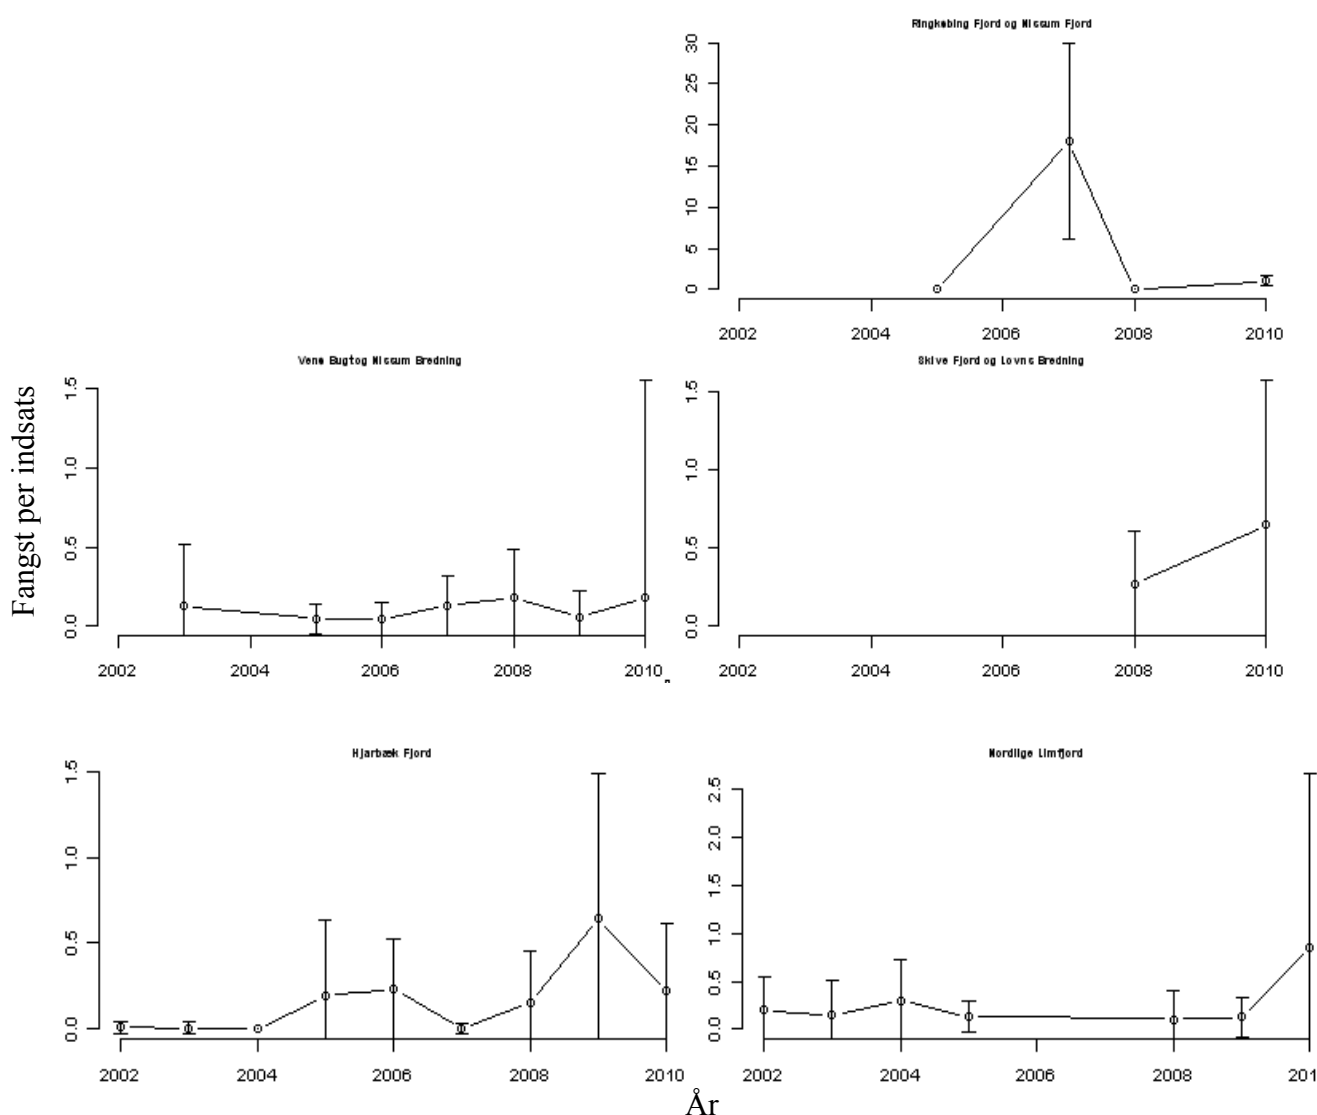 Ringkøbing Fjord og Nissum Fjord
30
25
20
15
10
5
0
2002 2004 2006 2008 2010
Venø Bugt og Nissum Bredning
1.5
1.0
0.5
0.0
2002 2004 2006 2008 2010
Skive Fjord og Lovns Bredning
1.5
1.0
0.5
0.0
2002 2004 2006 2008 2010
Fangst per indsats
Hjarbæk Fjord
1.5
1.0
0.5
0.0
2002 2004 2006 2008 2010
Nordlige Limfjord
2.5
2.0
1.5
1.0
0.5
0.0
2002 2004 2006 2008 201
År